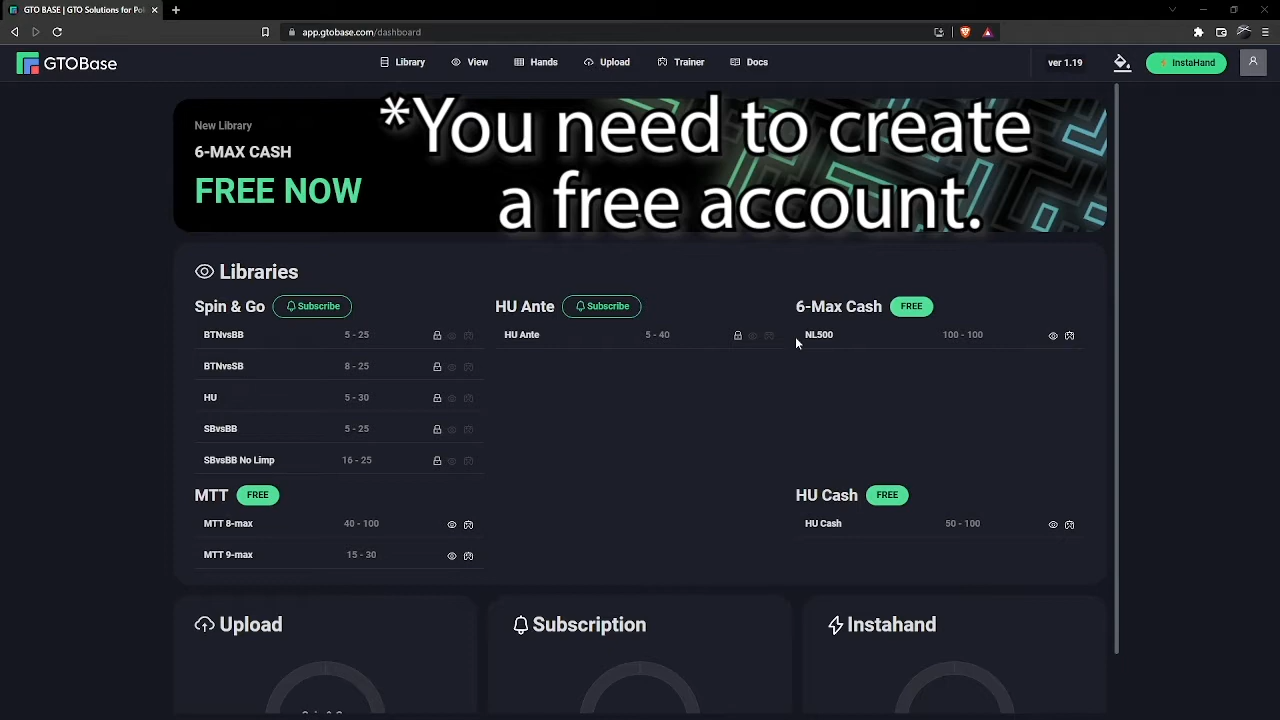 GTO BASE | GTO Solutions for Pok
app.gtobase.com/dashboard
GTOBase
Library
View
Hands
Upload
Trainer
Docs
ver 1.19
InstaHand
New Library
6-MAX CASH
FREE NOW
*You need to create
a free account.
Libraries
Spin & Go
Subscribe
BTNvsBB 5 - 25
BTNvsSB 8 - 25
HU 5 - 30
SBvsBB 5 - 25
SBvsBB No Limp 16 - 25
HU Ante
Subscribe
HU Ante 5 - 40
6-Max Cash
FREE
NL500 100 - 100
MTT
FREE
MTT 8-max 40 - 100
MTT 9-max 15 - 30
HU Cash
FREE
HU Cash 50 - 100
Upload
Subscription
Instahand